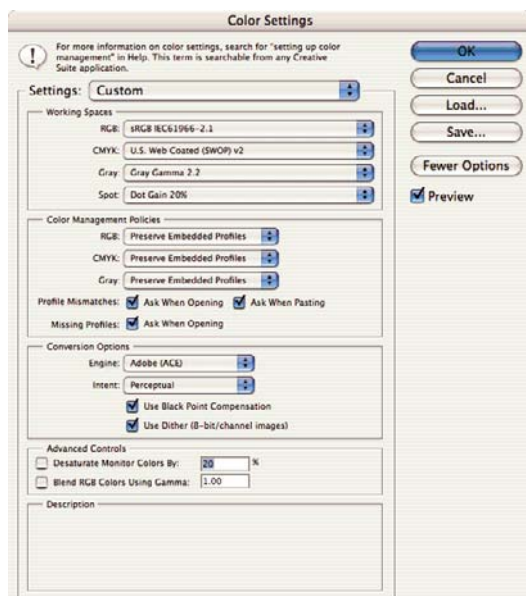 Color Settings
For more information on color settings, search for "setting up color
management" in Help. This term is searchable from any Creative
Suite application.
OK
Cancel
Load...
Save...
Fewer Options
Preview
Settings: Custom
Working Spaces
RGB: sRGB IEC61966-2.1
CMYK: U.S. Web Coated (SWOP) v2
Gray: Gray Gamma 2.2
Spot: Dot Gain 20%
Color Management Policies
RGB: Preserve Embedded Profiles
CMYK: Preserve Embedded Profiles
Gray: Preserve Embedded Profiles
Profile Mismatches: Ask When Opening Ask When Pasting
Missing Profiles: Ask When Opening
Conversion Options
Engine: Adobe (ACE)
Intent: Perceptual
Use Black Point Compensation
Use Dither (8-bit/channel images)
Advanced Controls
Desaturate Monitor Colors By: 20 %
Blend RGB Colors Using Gamma: 1.00
Description